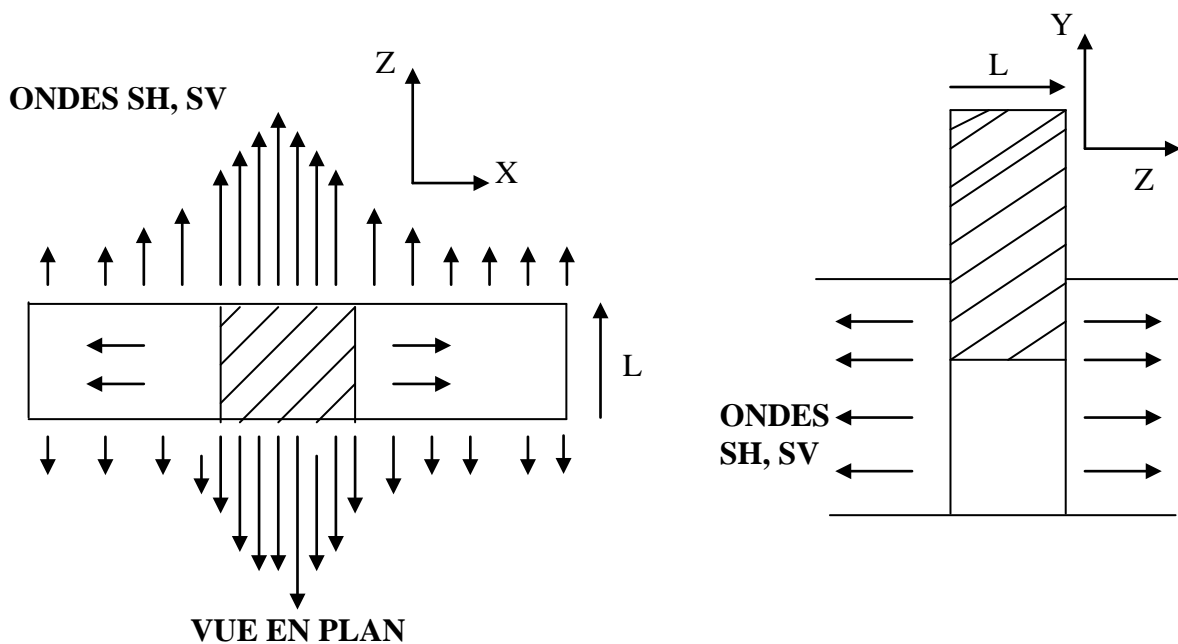 ONDES SH, SV
Z
X
L
VUE EN PLAN
Y
L
Z
ONDES
SH, SV